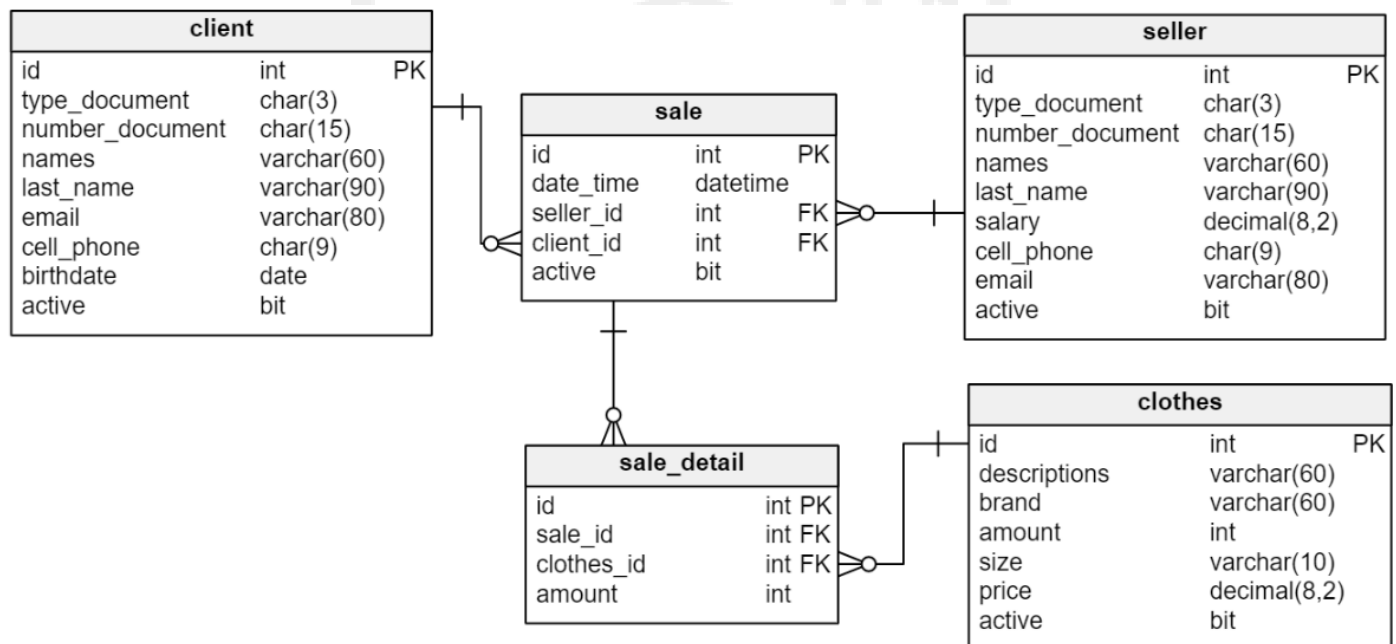 client
id int PK
type_document char(3)
number_document char(15)
names varchar(60)
last_name varchar(90)
email varchar(80)
cell_phone char(9)
birthdate date
active bit
sale
id int PK
date_time datetime
seller_id int FK
client_id int FK
active bit
seller
id int PK
type_document char(3)
number_document char(15)
names varchar(60)
last_name varchar(90)
salary decimal(8,2)
cell_phone char(9)
email varchar(80)
active bit
sale_detail
id int PK
sale_id int FK
clothes_id int FK
amount int
clothes
id int PK
descriptions varchar(60)
brand varchar(60)
amount int
size varchar(10)
price decimal(8,2)
active bit